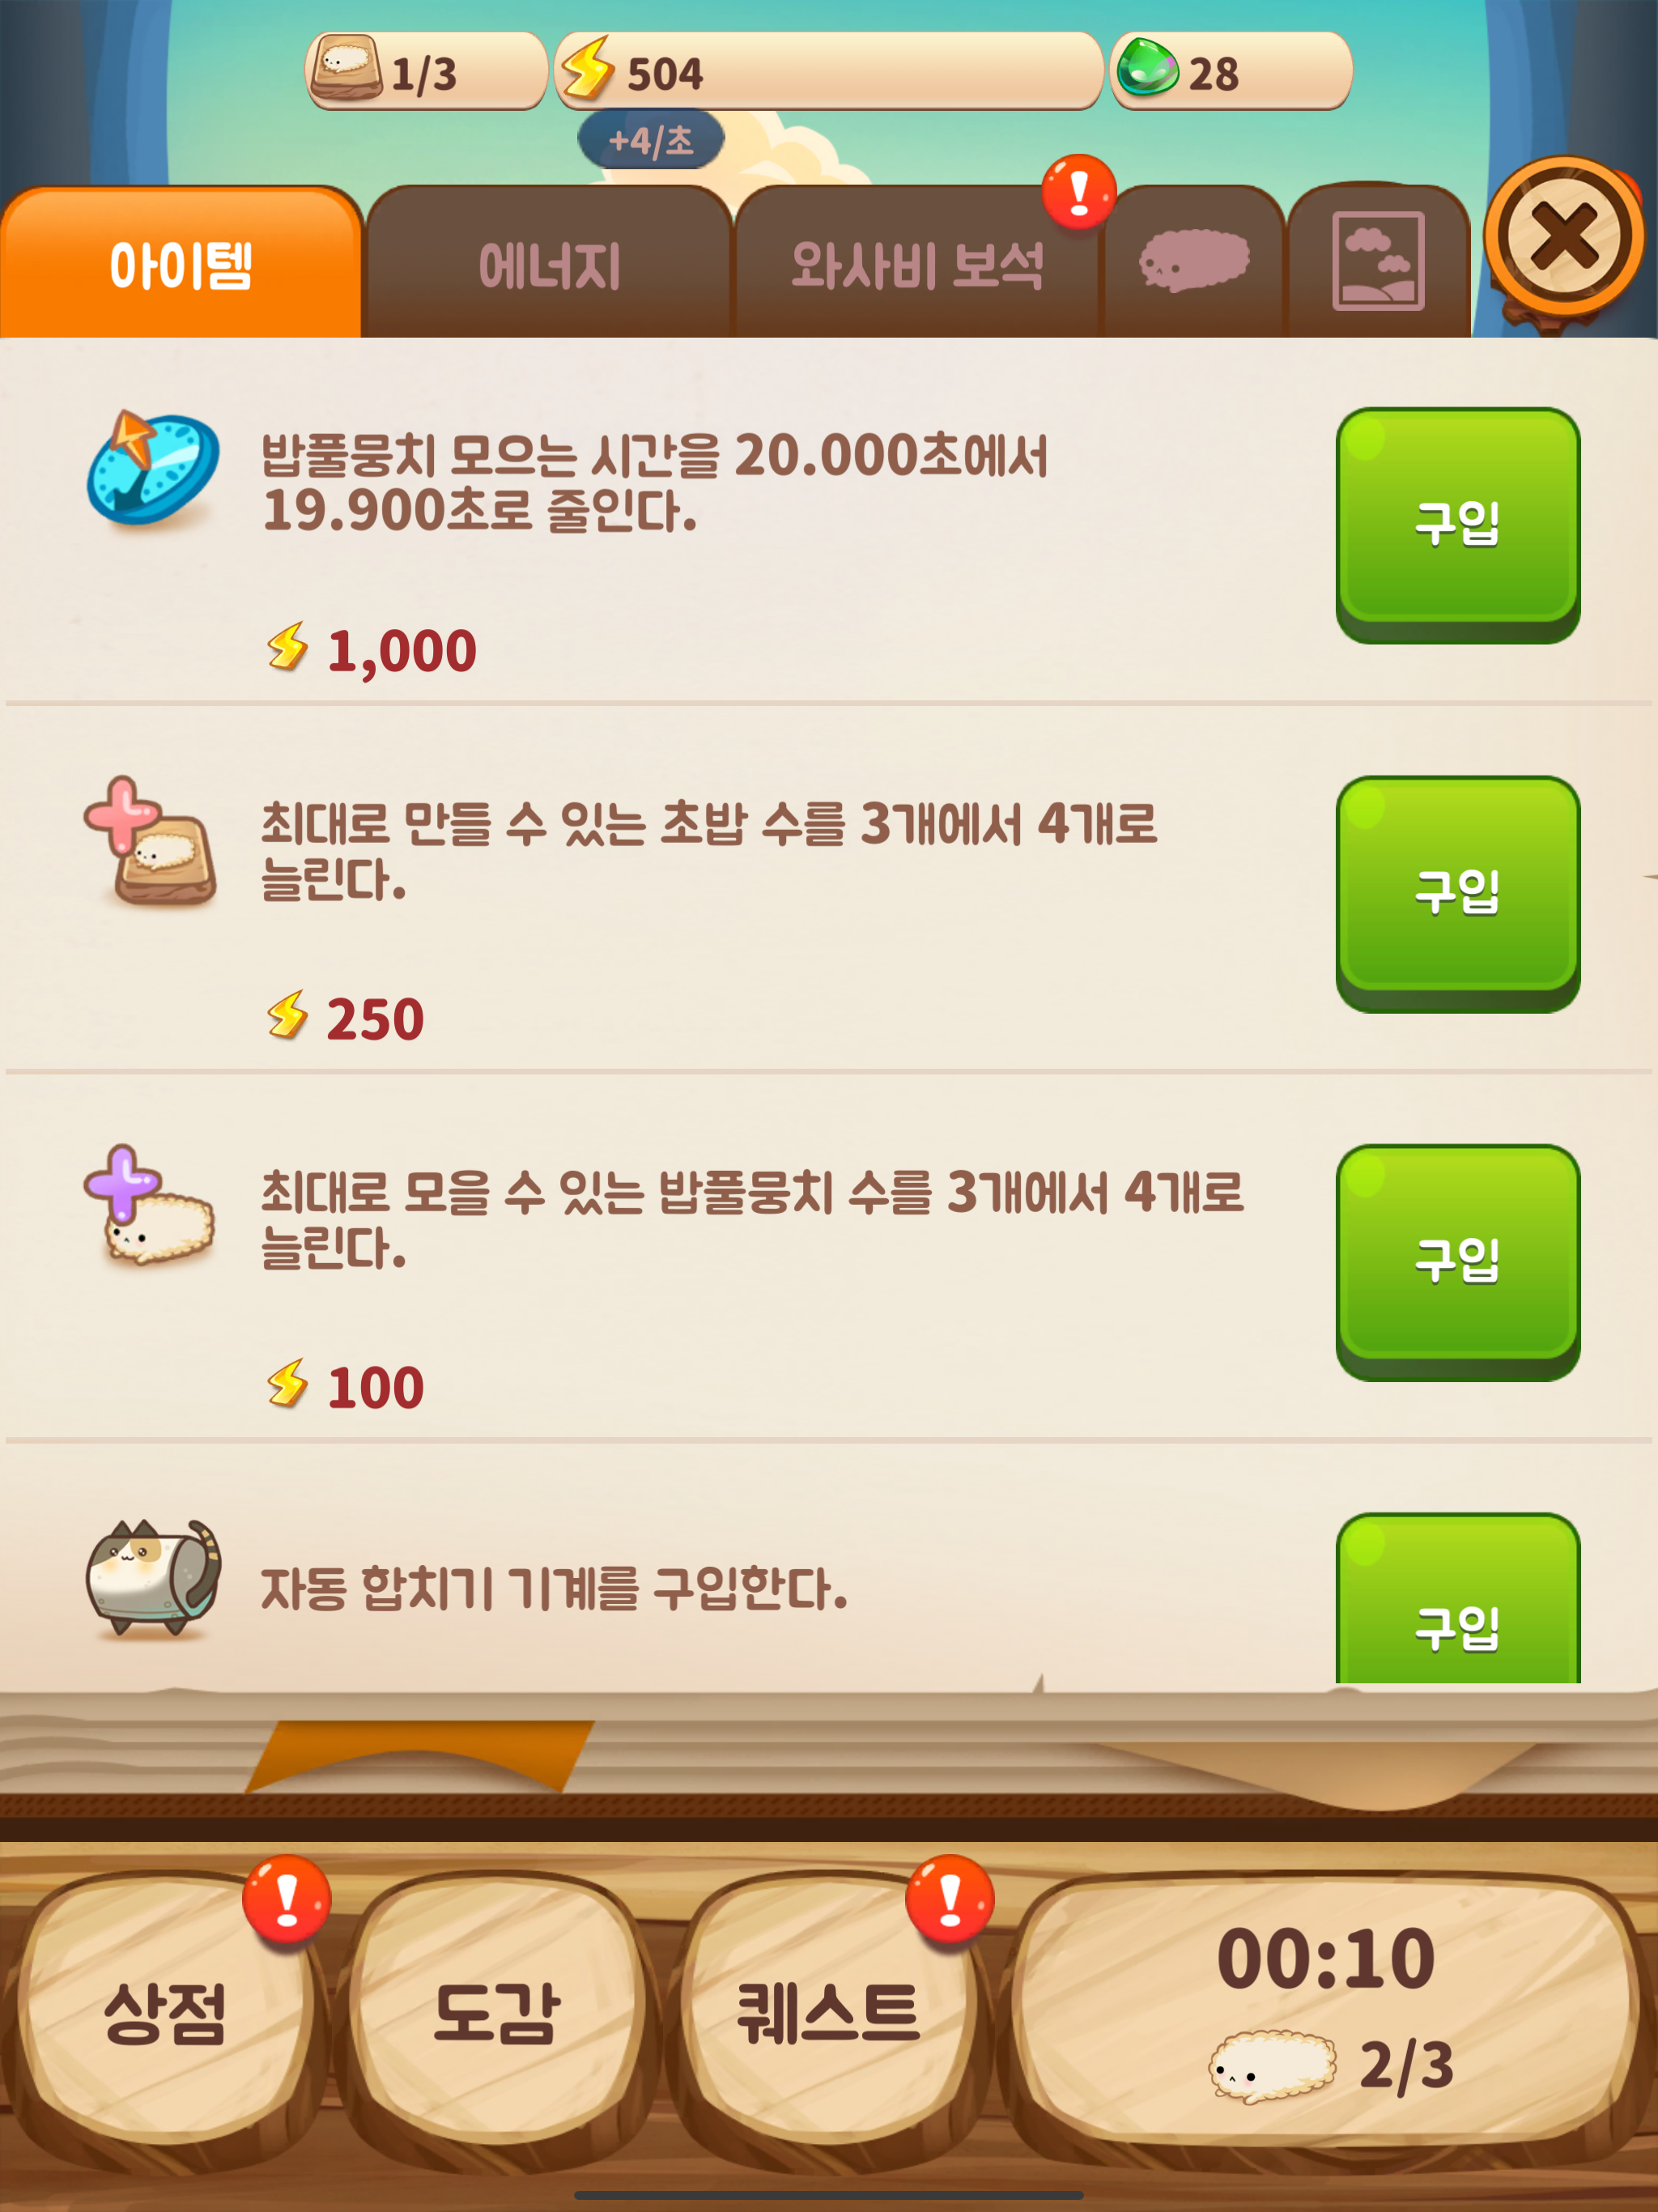 1/3
504
28
+4/초
아이템
에너지
와사비 보석
밥풀뭉치 모으는 시간을 20.000초에서
19.900초로 줄인다.
1,000
구입
최대로 만들 수 있는 초밥 수를 3개에서 4개로
늘린다.
250
구입
최대로 모을 수 있는 밥풀뭉치 수를 3개에서 4개로
늘린다.
100
구입
자동 합치기 기계를 구입한다.
구입
상점
도감
퀘스트
00:10
2/3